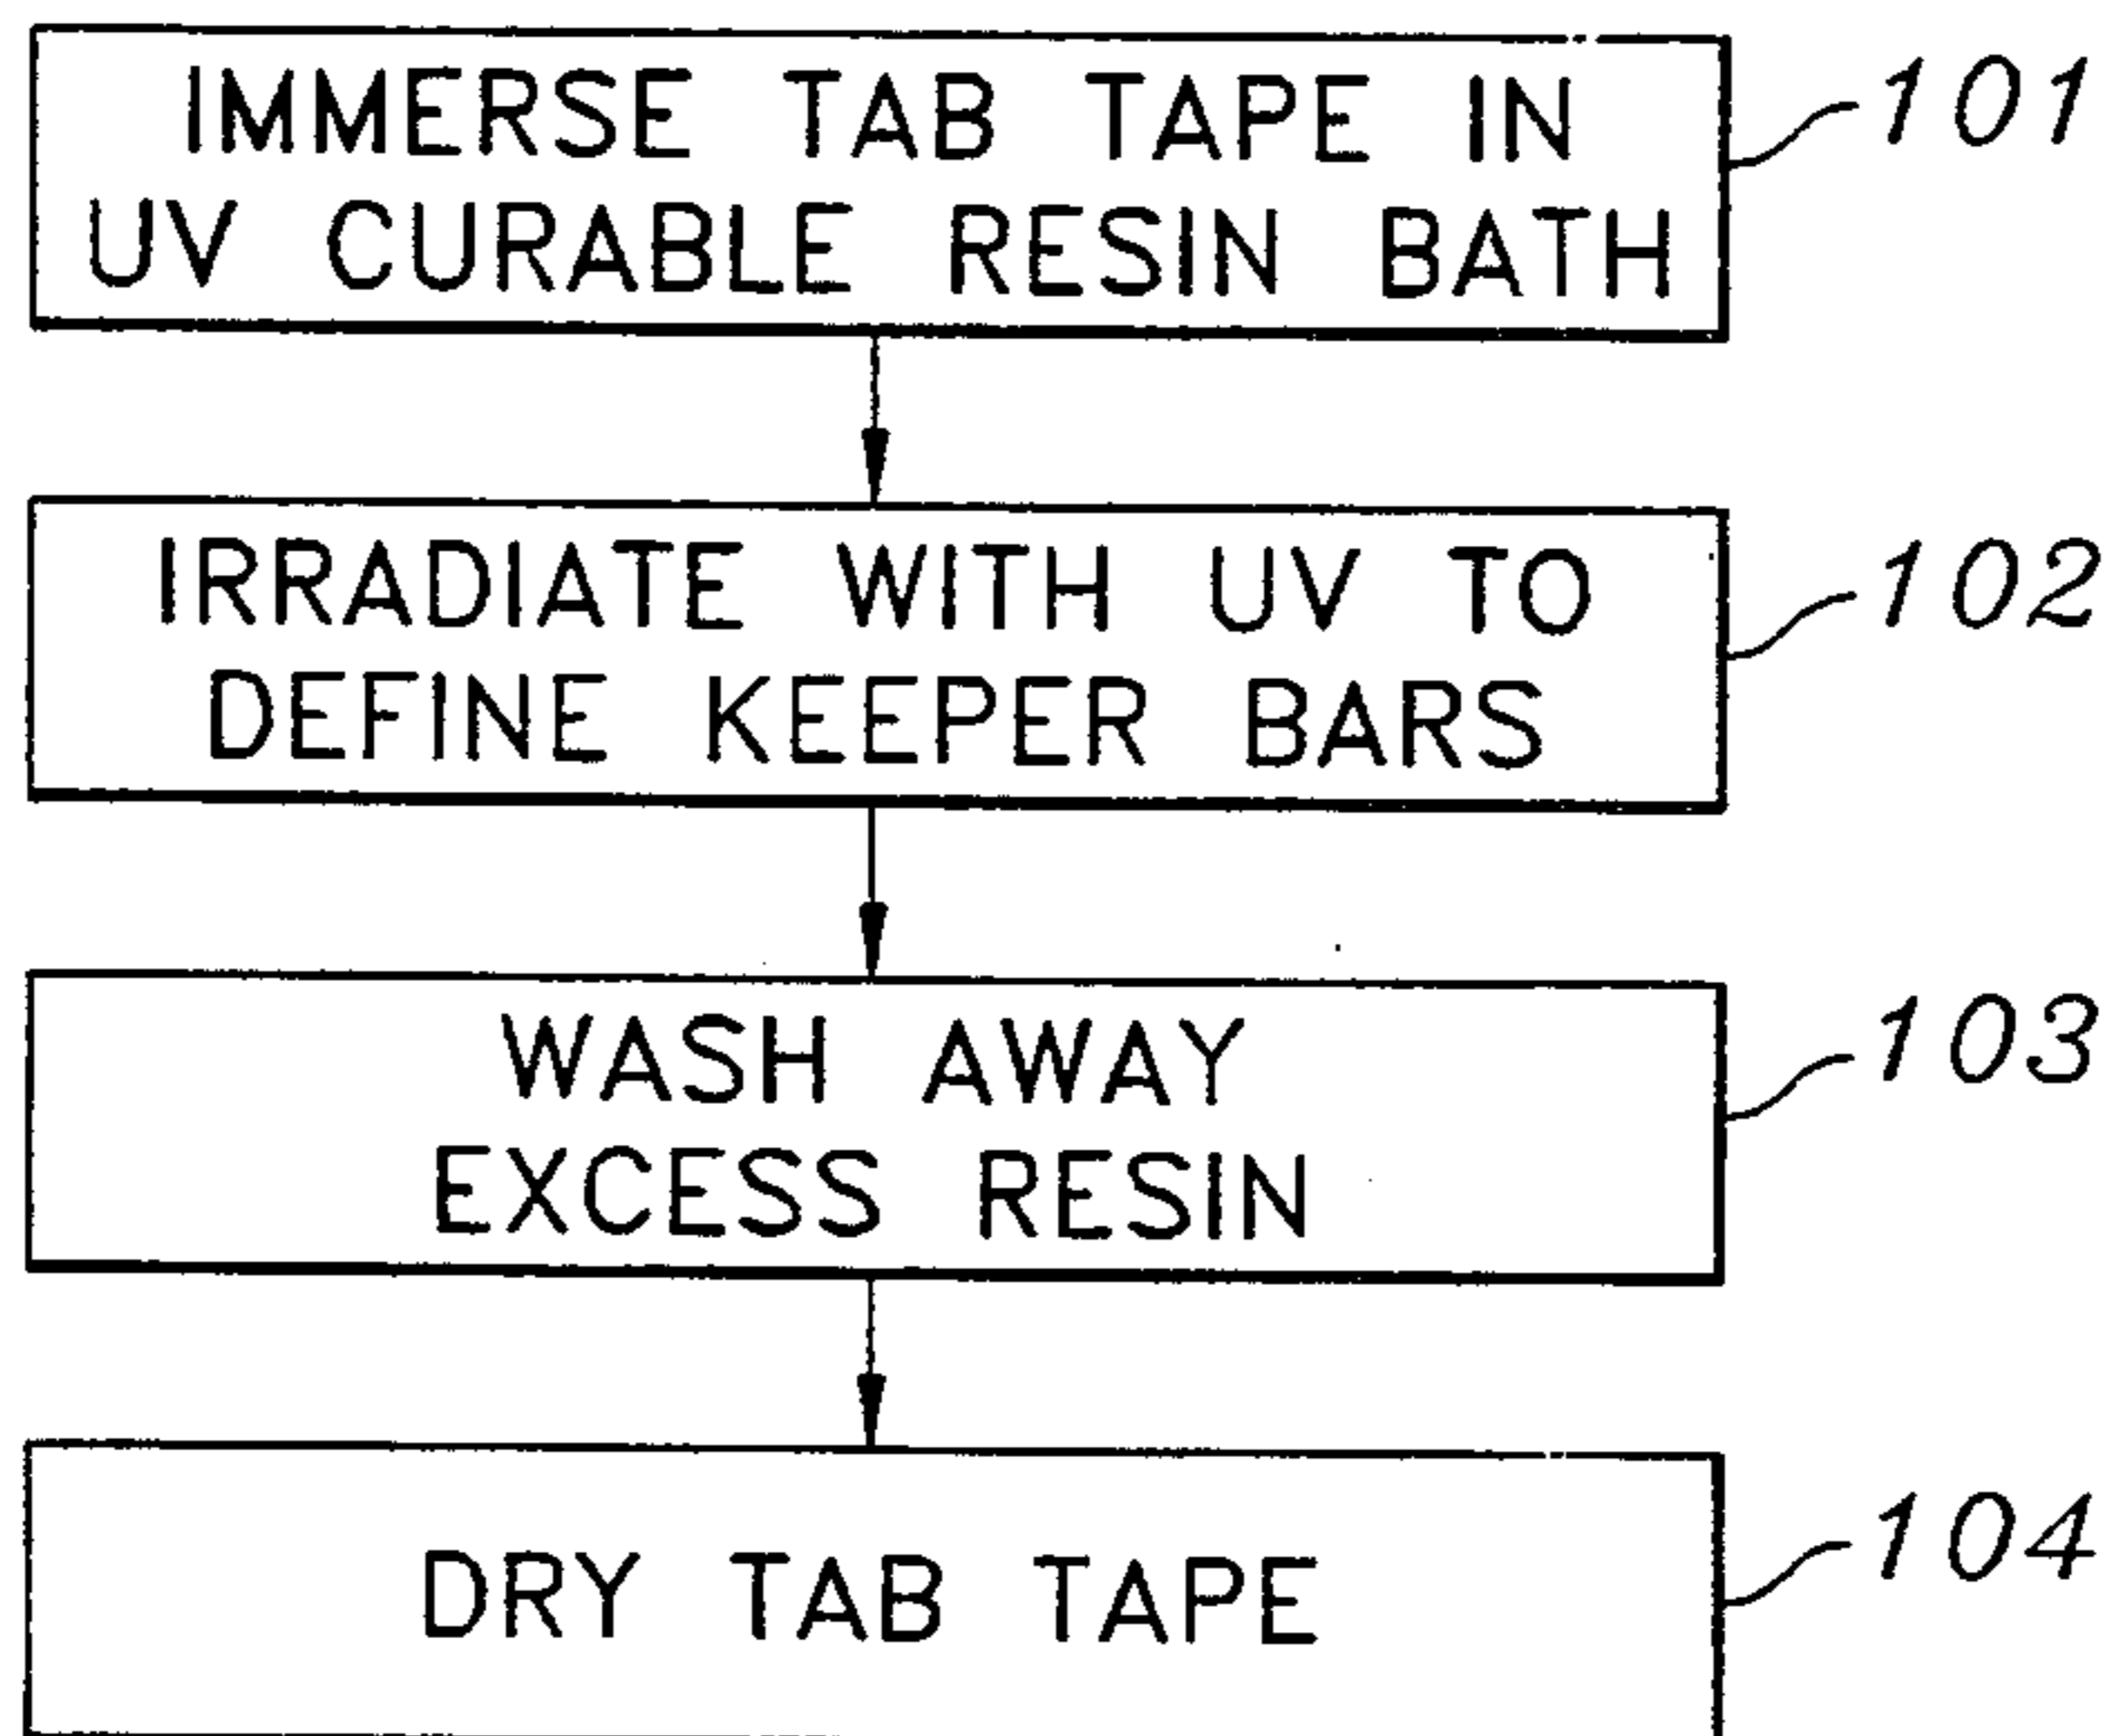 IMMERSE TAB TAPE IN
UV CURABLE RESIN BATH
101
IRRADIATE WITH UV TO
DEFINE KEEPER BARS
102
WASH AWAY
EXCESS RESIN
103
DRY TAB TAPE
104